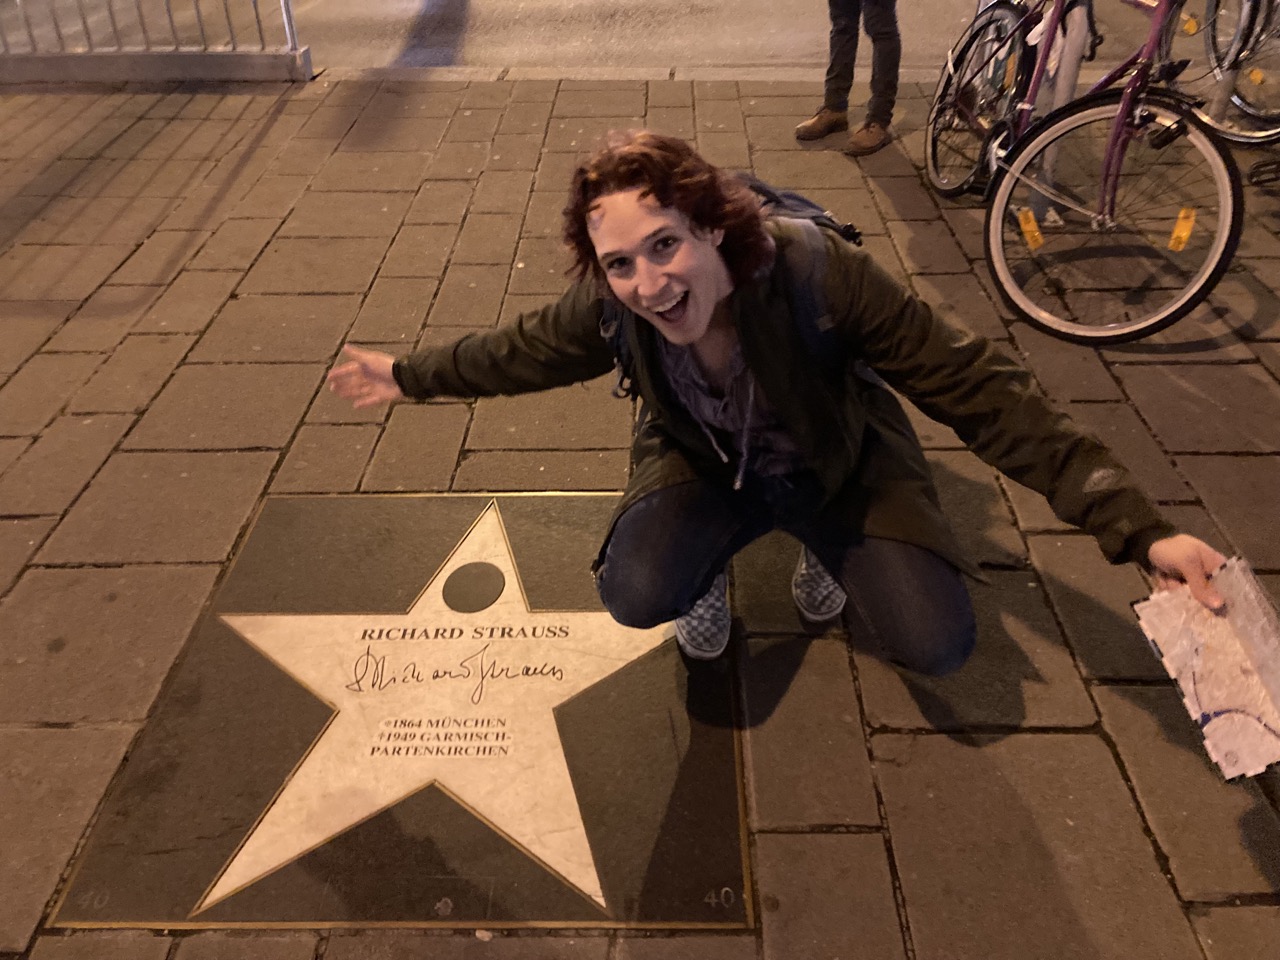 RICHARD STRAUSS
Richard Strauss
*1864 MÜNCHEN
†1949 GARMISCH-
PARTENKIRCHEN
40 40